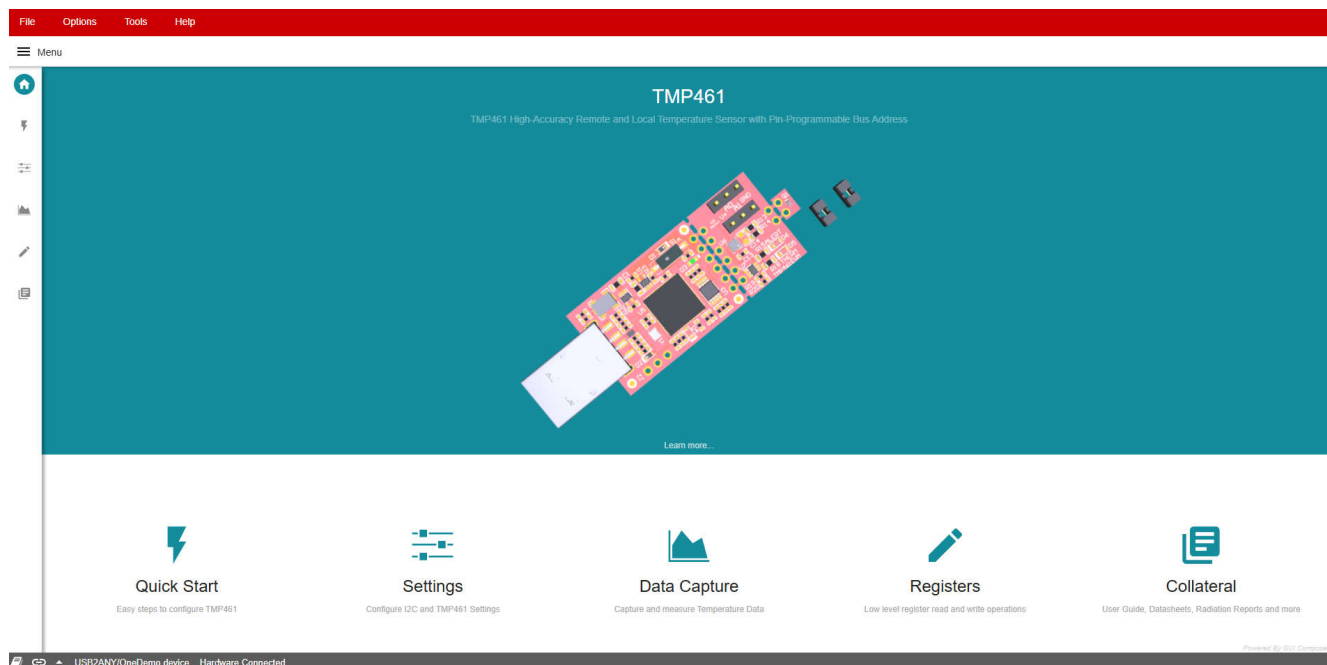 File Options Tools Help
Menu
TMP461
TMP461 High-Accuracy Remote and Local Temperature Sensor with Pin-Programmable Bus Address
Learn more...
Quick Start Settings Data Capture Registers Collateral
Easy steps to configure TMP461 Configure I2C and TMP461 Settings Capture and measure Temperature Data Low level register read and write operations User Guide, Datasheets, Radiation Reports and more
Powered By GUI Compose
USB2ANY/OneDemo device Hardware Connected